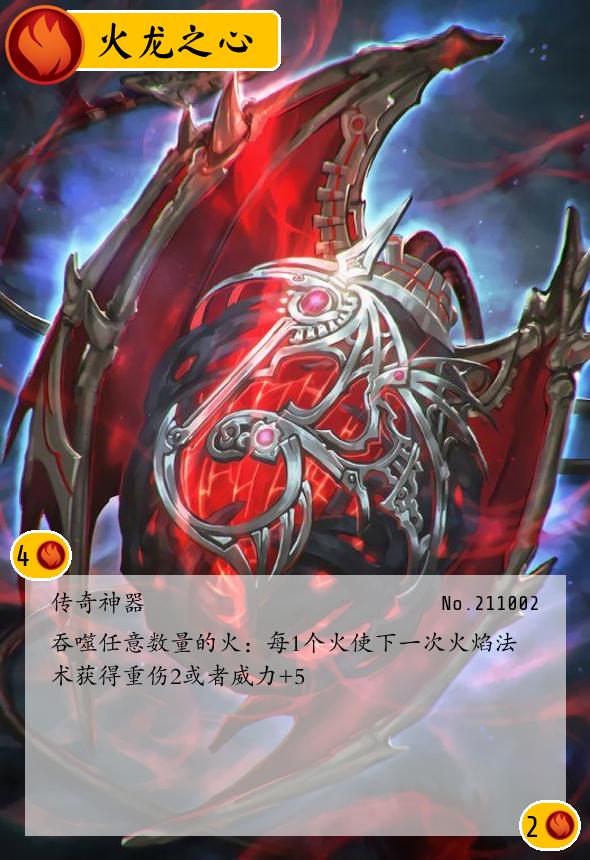 火龙之心
4
传奇神器 No.211002
吞噬任意数量的火：每1个火使下一次火焰法
术获得重伤2或者威力+5
2